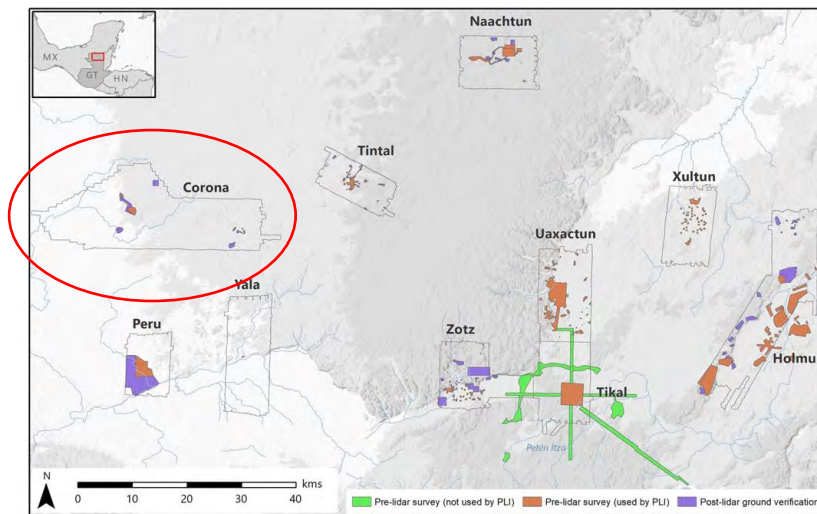 MX
GT
HN
Naachtun
Tintal
Corona
Xultun
Uaxactun
Yala
Peru
Zotz
Holmu
Tikal
Petén Itzá
N
kms
0 10 20 30 40
Pre-lidar survey (not used by PLI) Pre-lidar survey (used by PLI) Post-lidar ground verification